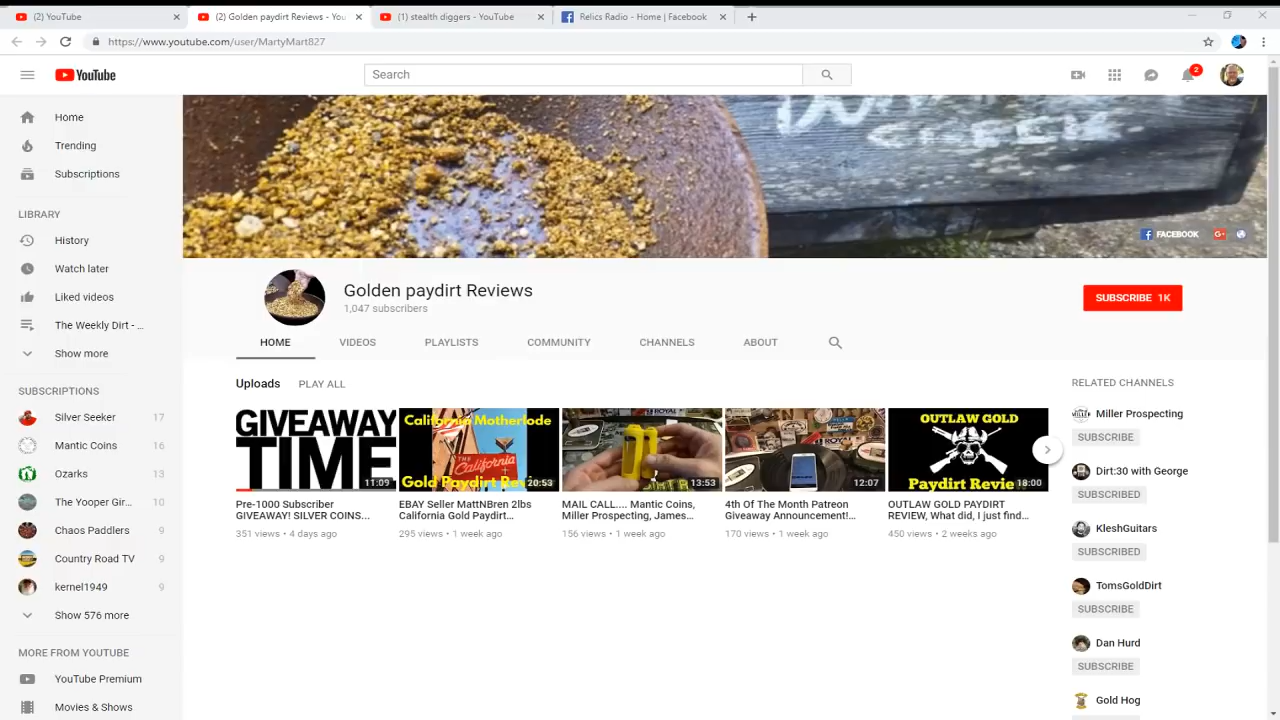 (2) YouTube
(2) Golden paydirt Reviews - You
(1) stealth diggers - YouTube
Relics Radio - Home | Facebook
https://www.youtube.com/user/MartyMart827
YouTube
Search
2
Home
Trending
Subscriptions
LIBRARY
History
Watch later
Liked videos
The Weekly Dirt - ...
Show more
SUBSCRIPTIONS
Silver Seeker 17
Mantic Coins 16
Ozarks 13
The Yooper Gir... 10
Chaos Paddlers 9
Country Road TV 9
kernel1949 9
Show 576 more
MORE FROM YOUTUBE
YouTube Premium
Movies & Shows
FACEBOOK
G+
Golden paydirt Reviews
1,047 subscribers
SUBSCRIBE 1K
HOME VIDEOS PLAYLISTS COMMUNITY CHANNELS ABOUT
Uploads PLAY ALL
GIVEAWAY
TIME
11:09
Pre-1000 Subscriber
GIVEAWAY! SILVER COINS...
351 views • 4 days ago
California Motherlode
THE
California
Gold Paydirt Rev
20:53
EBAY Seller MattNBren 2lbs
California Gold Paydirt...
295 views • 1 week ago
ROYAL
13:53
MAIL CALL.... Mantic Coins,
Miller Prospecting, James...
156 views • 1 week ago
ROYAL
12:07
4th Of The Month Patreon
Giveaway Announcement!...
170 views • 1 week ago
OUTLAW GOLD
Paydirt Revie
18:00
OUTLAW GOLD PAYDIRT
REVIEW, What did, I just find...
450 views • 2 weeks ago
RELATED CHANNELS
MILLER
Miller Prospecting
SUBSCRIBE
Dirt:30 with George
SUBSCRIBED
KleshGuitars
SUBSCRIBED
TomsGoldDirt
SUBSCRIBE
Dan Hurd
SUBSCRIBE
Gold Hog